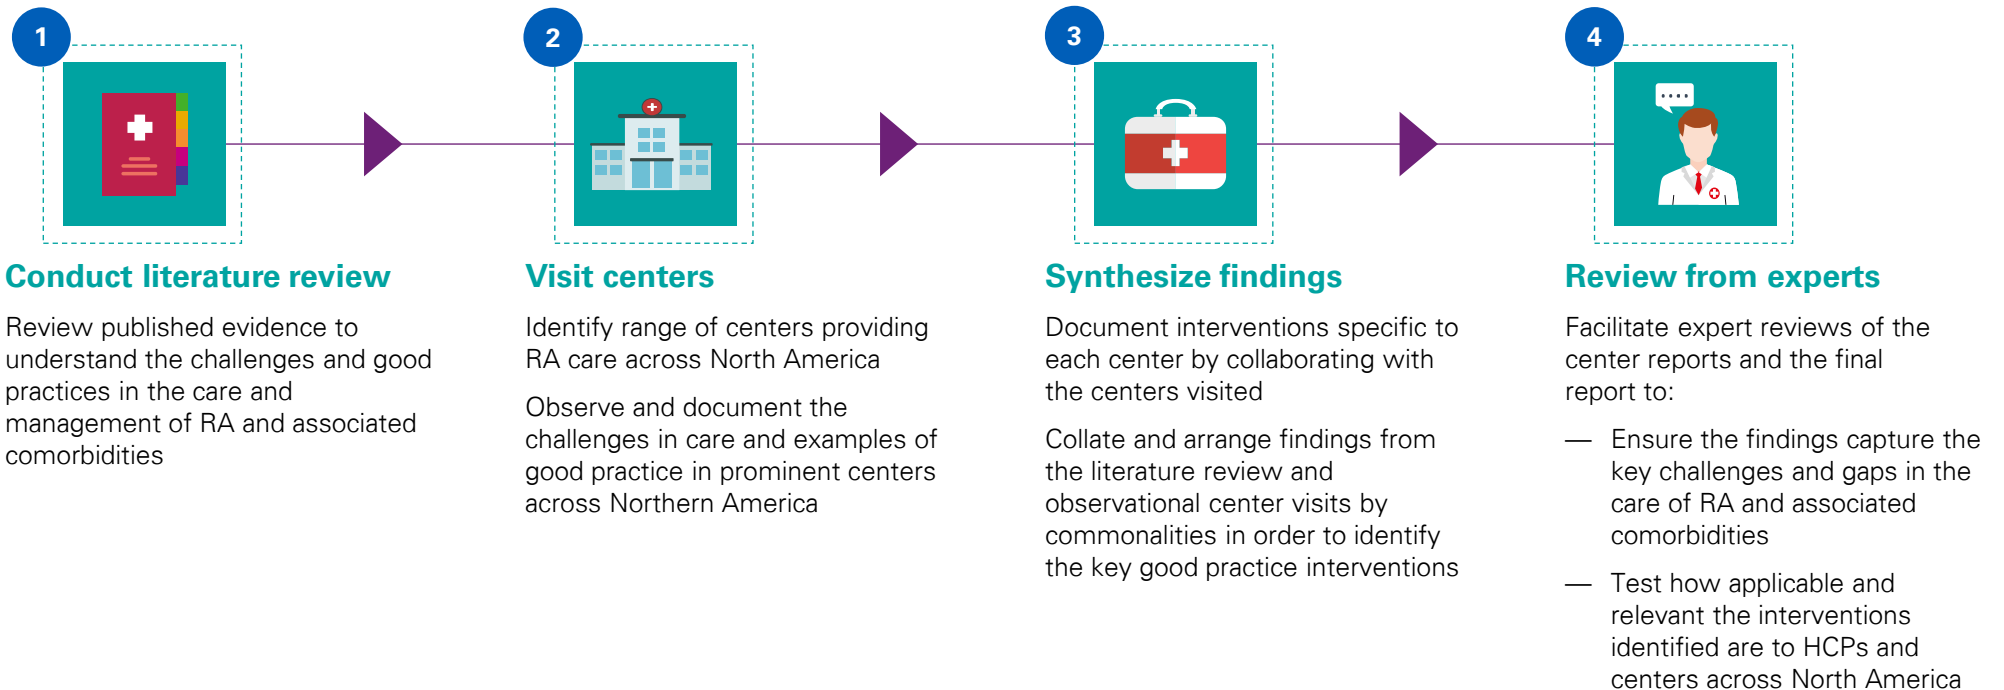 1
Conduct literature review
Review published evidence to
understand the challenges and good
practices in the care and
management of RA and associated
comorbidities
2
Visit centers
Identify range of centers providing
RA care across North America
Observe and document the
challenges in care and examples of
good practice in prominent centers
across Northern America
3
Synthesize findings
Document interventions specific to
each center by collaborating with
the centers visited
Collate and arrange findings from
the literature review and
observational center visits by
commonalities in order to identify
the key good practice interventions
4
Review from experts
Facilitate expert reviews of the
center reports and the final
report to:
— Ensure the findings capture the
key challenges and gaps in the
care of RA and associated
comorbidities
— Test how applicable and
relevant the interventions
identified are to HCPs and
centers across North America